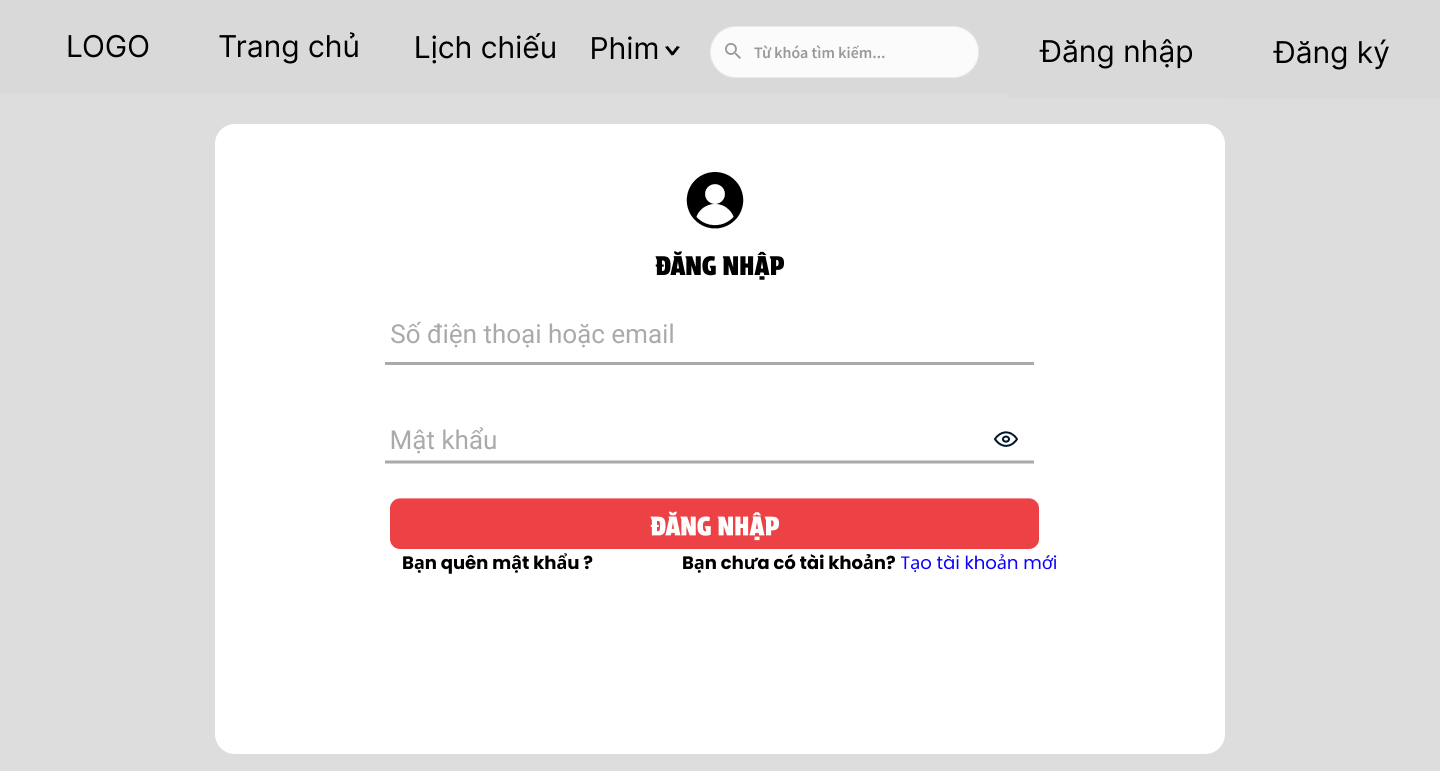 LOGO Trang chủ Lịch chiếu Phim Từ khóa tìm kiếm... Đăng nhập Đăng ký
ĐĂNG NHẬP
Số điện thoại hoặc email
Mật khẩu
ĐĂNG NHẬP
Bạn quên mật khẩu ? Bạn chưa có tài khoản? Tạo tài khoản mới